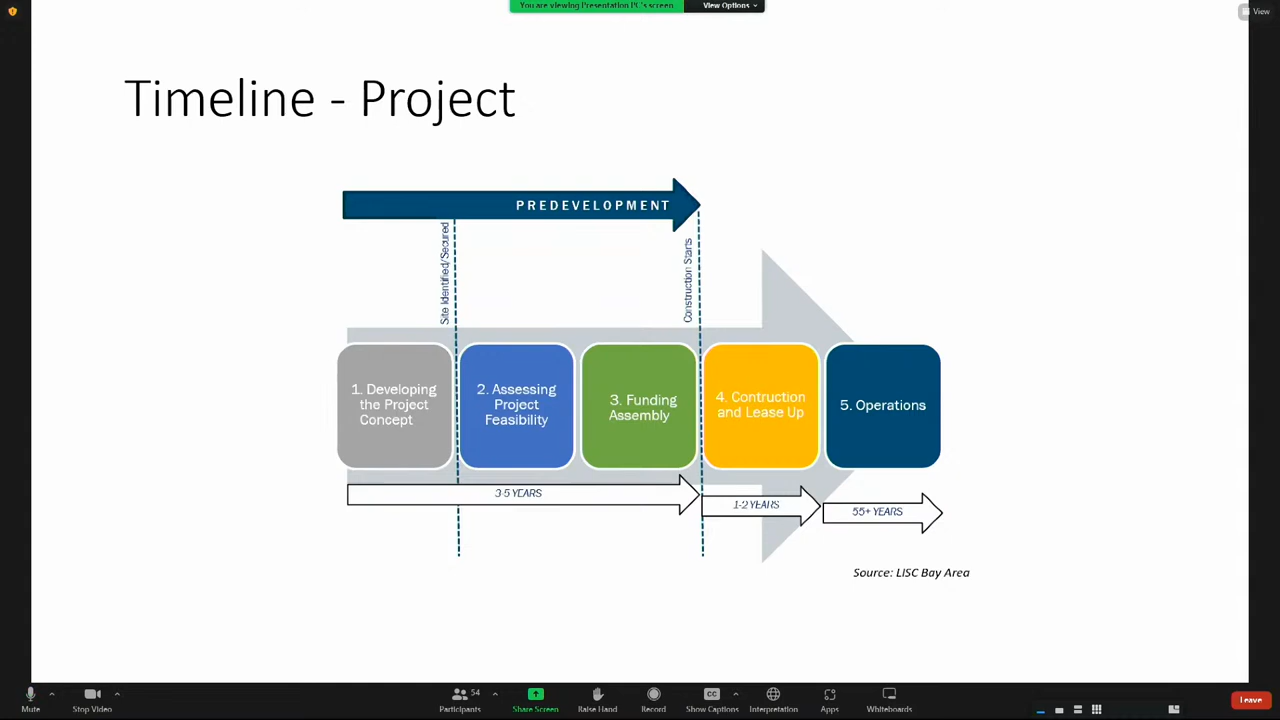 You are viewing Presentation PC's screen
View Options
View
Timeline - Project
PREDEVELOPMENT
Site Identified/Secured
Construction Starts
1. Developing
the Project
Concept
2. Assessing
Project
Feasibility
3. Funding
Assembly
4. Contruction
and Lease Up
5. Operations
3-5 YEARS
1-2 YEARS
55+ YEARS
Source: LISC Bay Area
Mute
Stop Video
54
Participants
Share Screen
Raise Hand
Record
CC
Show Captions
Interpretation
Apps
Whiteboards
Leave